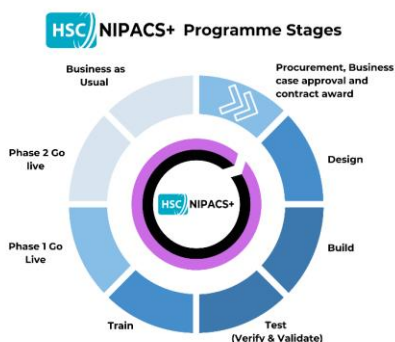 HSC NIPACS+ Programme Stages
Procurement, Business
case approval and
contract award
Design
Build
Test
(Verify & Validate)
Train
Phase 1 Go
Live
Phase 2 Go
live
Business as
Usual
HSC NIPACS+